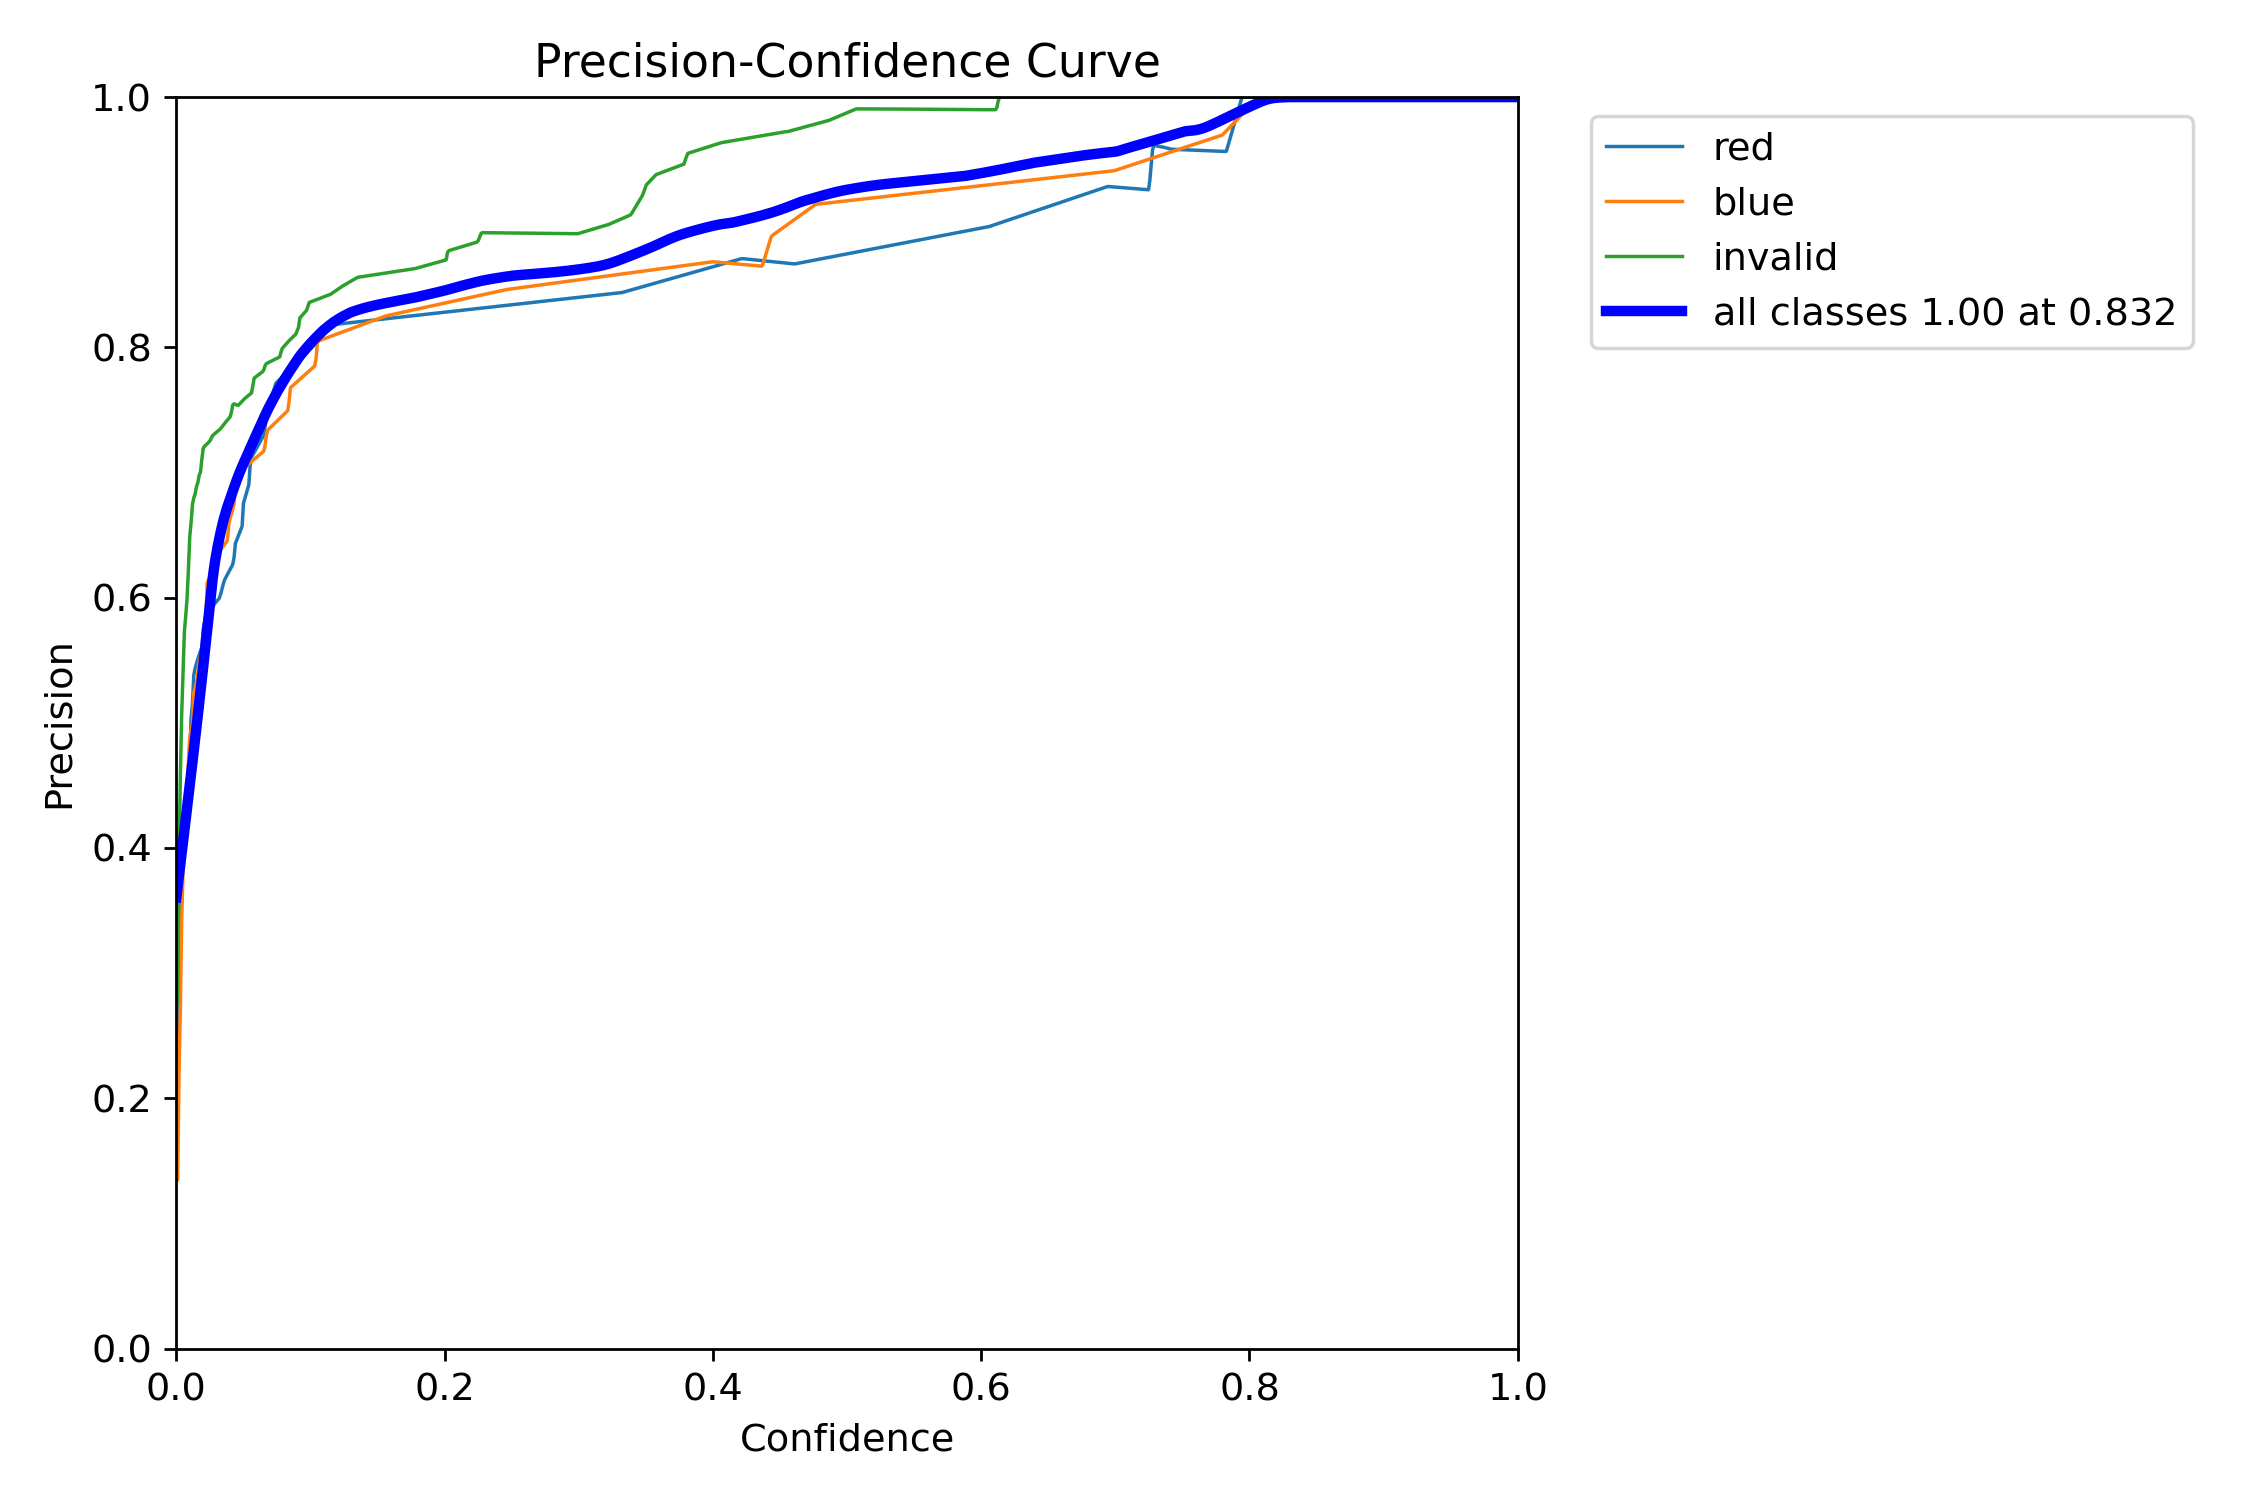 Precision-Confidence Curve
1.0
0.8
0.6
0.4
0.2
0.0
Precision
0.0 0.2 0.4 0.6 0.8 1.0
Confidence
red
blue
invalid
all classes 1.00 at 0.832